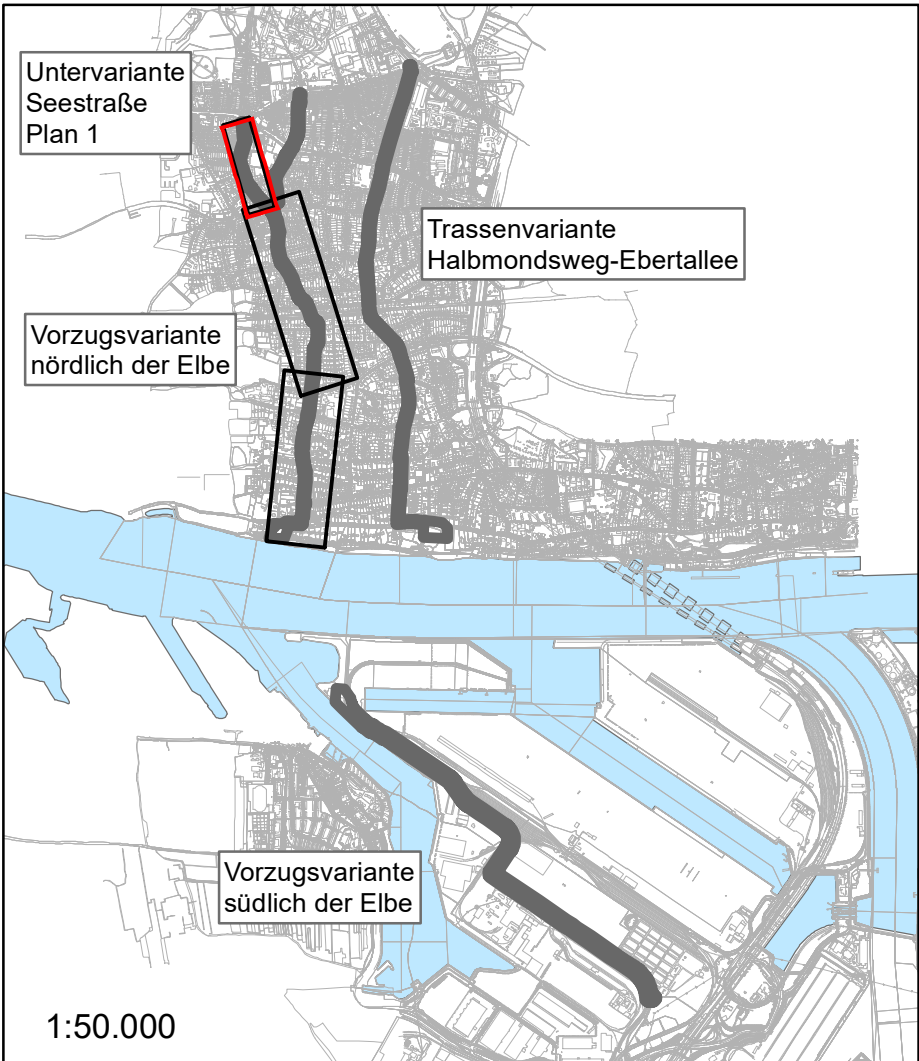 Untervariante
Seestraße
Plan 1
Trassenvariante
Halbmondsweg-Ebertallee
Vorzugsvariante
nördlich der Elbe
Vorzugsvariante
südlich der Elbe
1:50.000